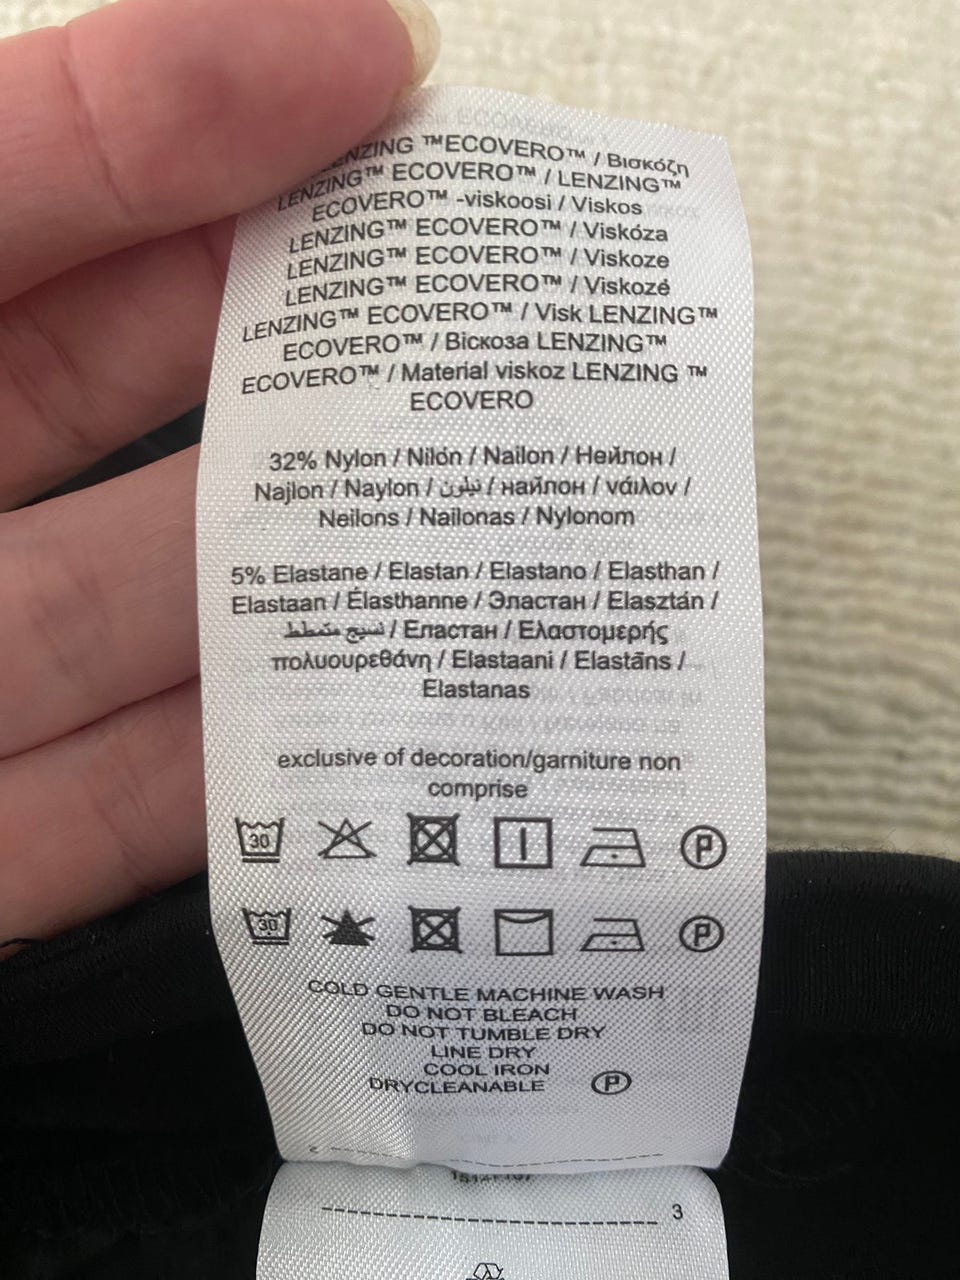 LENZING ™ECOVERO™ / Βισκόζη
LENZING™ ECOVERO™ / LENZING™
ECOVERO™ -viskoosi / Viskos
LENZING™ ECOVERO™ / Viskóza
LENZING™ ECOVERO™ / Viskoze
LENZING™ ECOVERO™ / Viskozé
LENZING™ ECOVERO™ / Visk LENZING™
ECOVERO™ / Віскоза LENZING™
ECOVERO™ / Material viskoz LENZING ™
ECOVERO
32% Nylon / Nilón / Nailon / Нейлон /
Najlon / Naylon / نيلون / найлон / νάιλον /
Neilons / Nailonas / Nylonom
5% Elastane / Elastan / Elastano / Elasthan /
Elastaan / Élasthanne / Эластан / Elasztán /
نسيج متمطط / Еластан / Ελαστομερής
πολυουρεθάνη / Elastaani / Elastāns /
Elastanas
exclusive of decoration/garniture non
comprise
30 P
30 P
COLD GENTLE MACHINE WASH
DO NOT BLEACH
DO NOT TUMBLE DRY
LINE DRY
COOL IRON
DRYCLEANABLE P
3